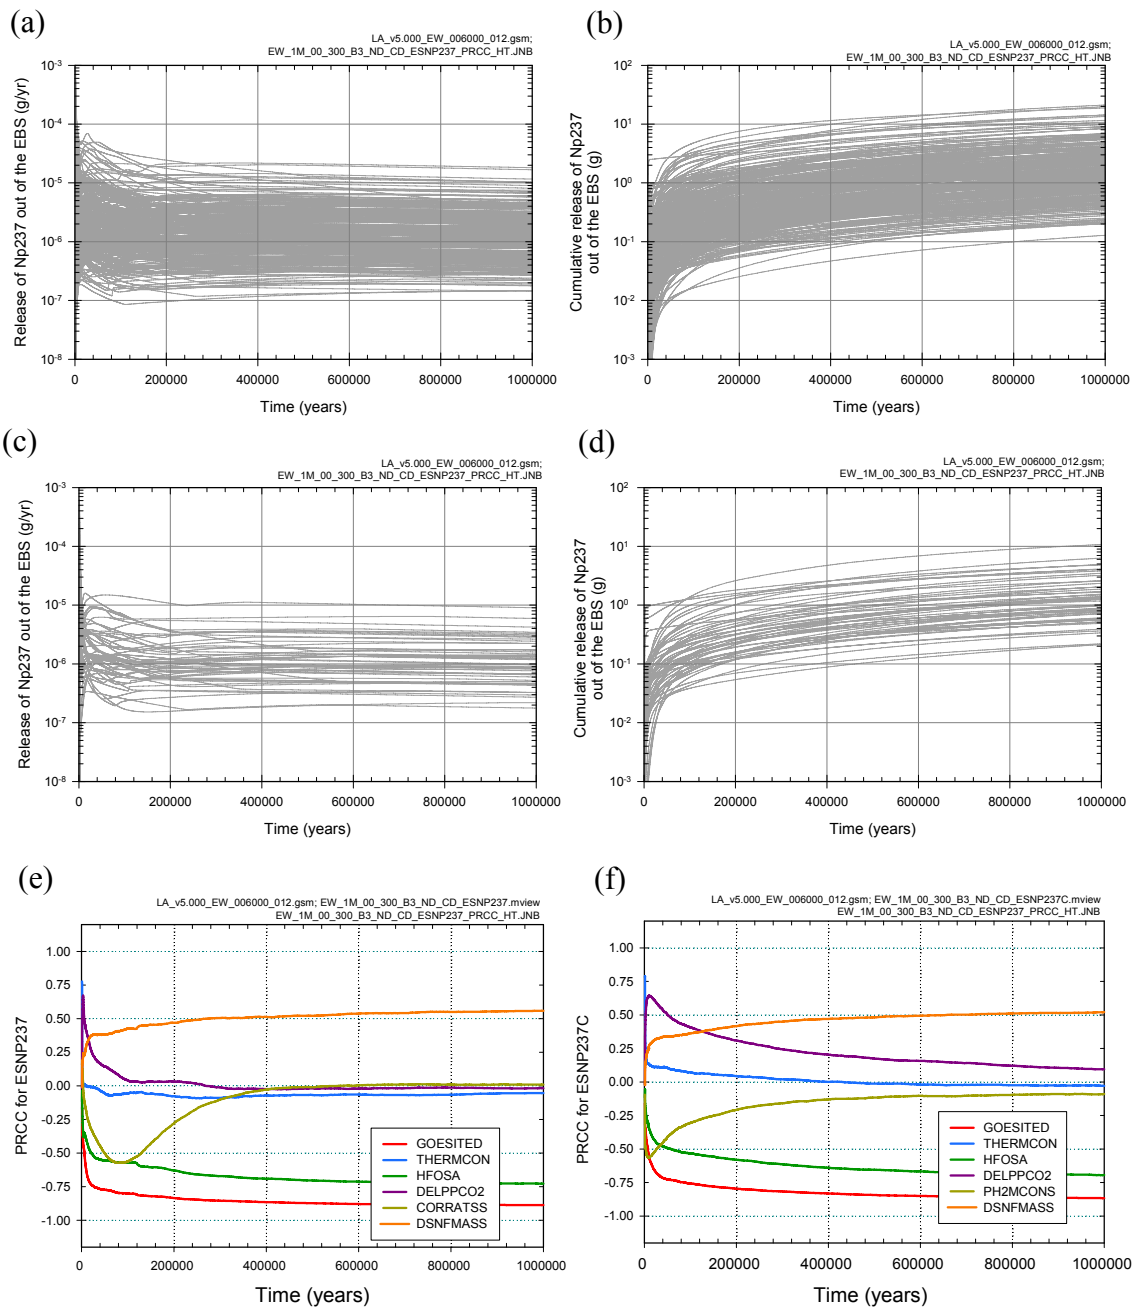 (a)
LA_v5.000_EW_006000_012.gsm;
EW_1M_00_300_B3_ND_CD_ESNP237_PRCC_HT.JNB
Release of Np237 out of the EBS (g/yr)
10-3
10-4
10-5
10-6
10-7
10-8
0 200000 400000 600000 800000 1000000
Time (years)
(b)
LA_v5.000_EW_006000_012.gsm;
EW_1M_00_300_B3_ND_CD_ESNP237_PRCC_HT.JNB
Cumulative release of Np237
out of the EBS (g)
102
101
100
10-1
10-2
10-3
0 200000 400000 600000 800000 1000000
Time (years)
(c)
LA_v5.000_EW_006000_012.gsm;
EW_1M_00_300_B3_ND_CD_ESNP237_PRCC_HT.JNB
Release of Np237 out of the EBS (g/yr)
10-3
10-4
10-5
10-6
10-7
10-8
0 200000 400000 600000 800000 1000000
Time (years)
(d)
LA_v5.000_EW_006000_012.gsm;
EW_1M_00_300_B3_ND_CD_ESNP237_PRCC_HT.JNB
Cumulative release of Np237
out of the EBS (g)
102
101
100
10-1
10-2
10-3
0 200000 400000 600000 800000 1000000
Time (years)
(e)
LA_v5.000_EW_006000_012.gsm; EW_1M_00_300_B3_ND_CD_ESNP237.mview
EW_1M_00_300_B3_ND_CD_ESNP237_PRCC_HT.JNB
PRCC for ESNP237
1.00
0.75
0.50
0.25
0.00
-0.25
-0.50
-0.75
-1.00
GOESITED
THERMCON
HFOSA
DELPPCO2
CORRATSS
DSNFMASS
0 200000 400000 600000 800000 1000000
Time (years)
(f)
LA_v5.000_EW_006000_012.gsm; EW_1M_00_300_B3_ND_CD_ESNP237C.mview
EW_1M_00_300_B3_ND_CD_ESNP237_PRCC_HT.JNB
PRCC for ESNP237C
1.00
0.75
0.50
0.25
0.00
-0.25
-0.50
-0.75
-1.00
GOESITED
THERMCON
HFOSA
DELPPCO2
PH2MCONS
DSNFMASS
0 200000 400000 600000 800000 1000000
Time (years)